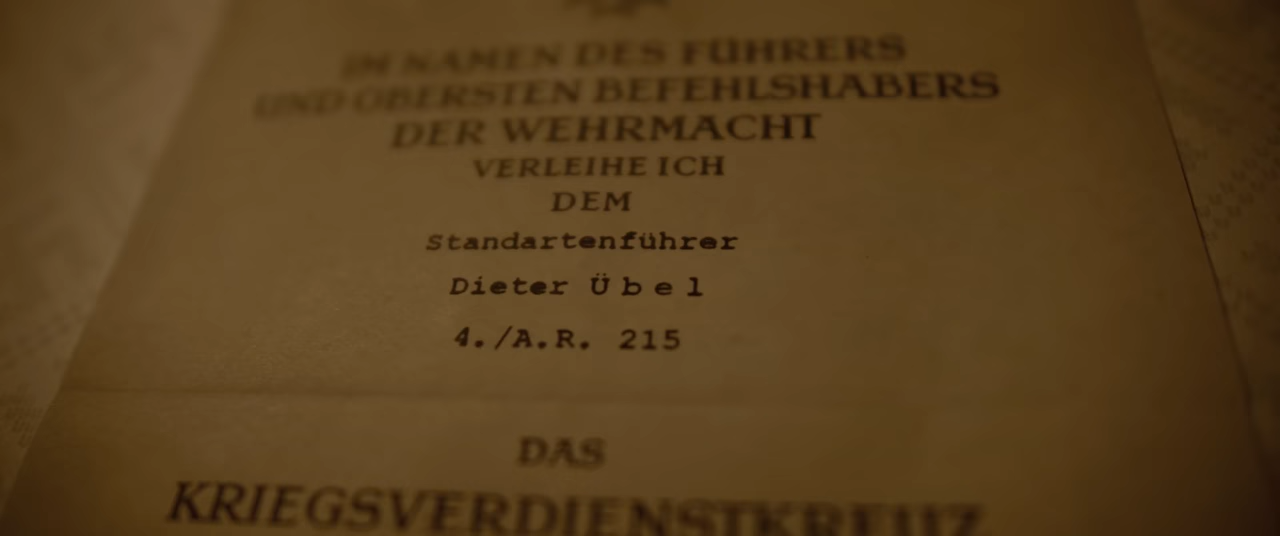 IM NAMEN DES FÜHRERS
UND OBERSTEN BEFEHLSHABERS
DER WEHRMACHT
VERLEIHE ICH
DEM
Standartenführer
Dieter Übel
4./A.R. 215
DAS
KRIEGSVERDIENSTKREUZ